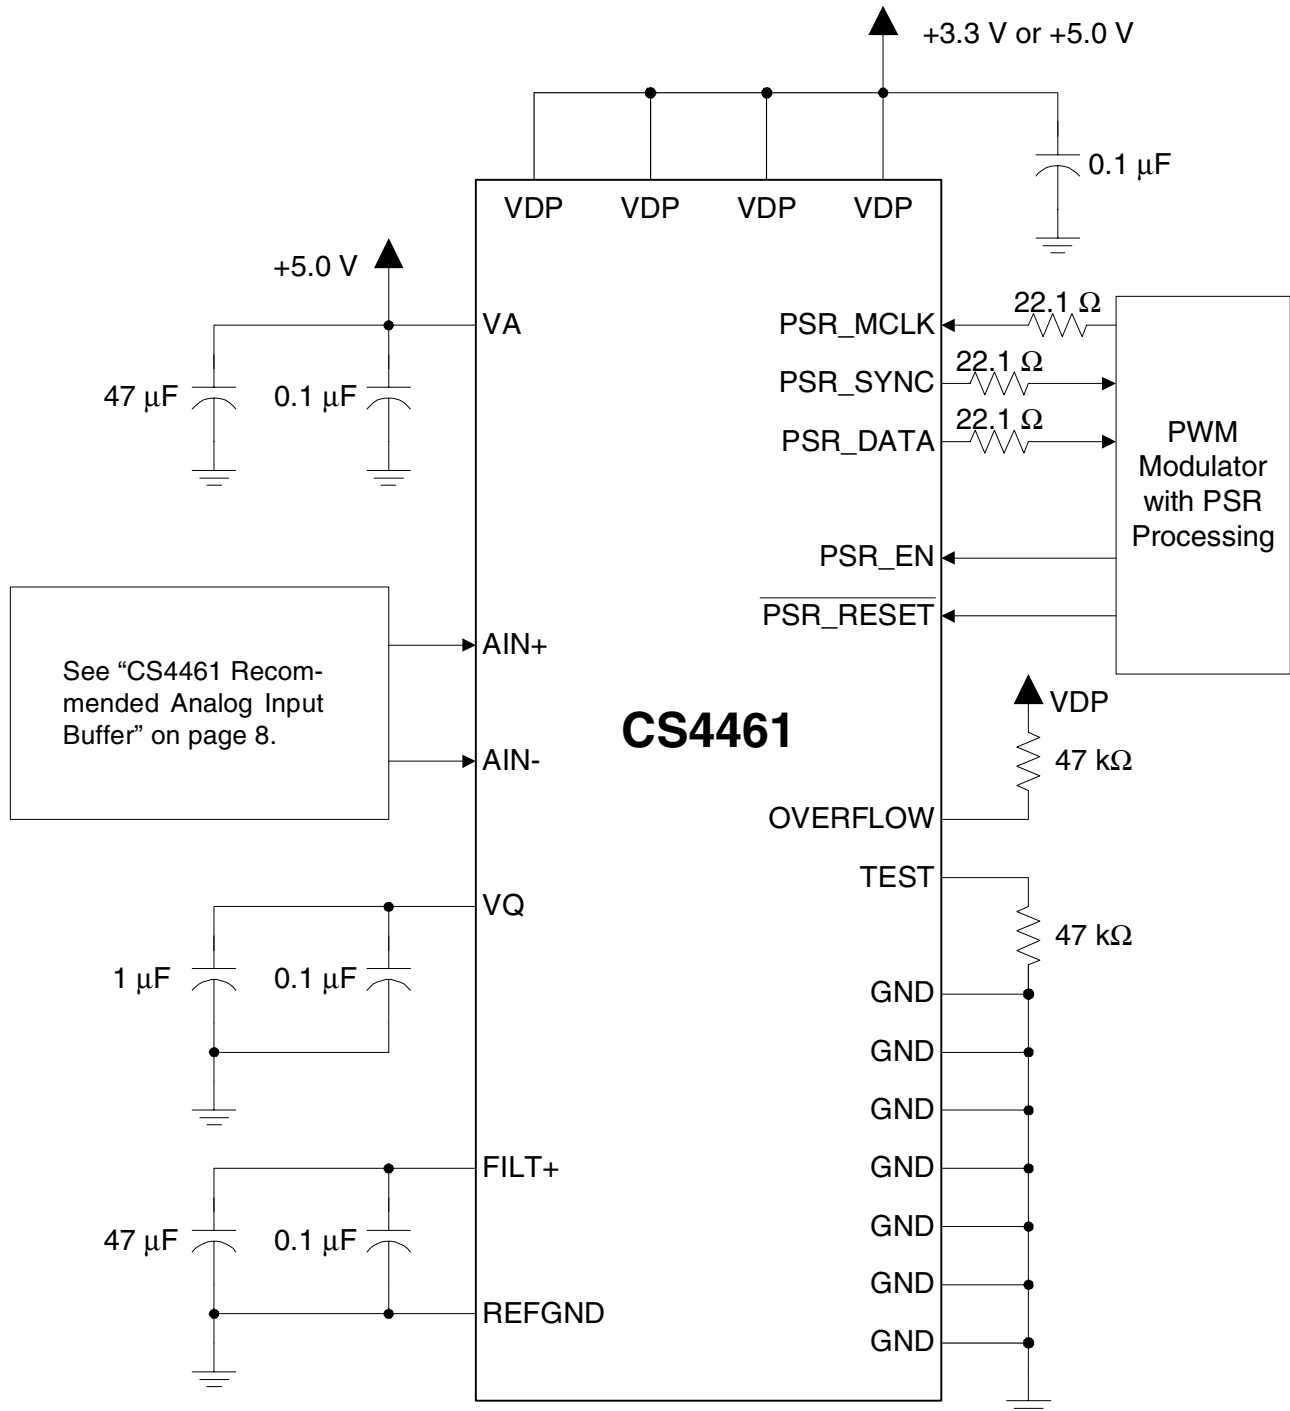 +3.3 V or +5.0 V
0.1 μF
VDP VDP VDP VDP
+5.0 V
VA
47 μF
0.1 μF
PSR_MCLK
22.1 Ω
PSR_SYNC
22.1 Ω
PSR_DATA
22.1 Ω
PSR_EN
PSR_RESET
PWM
Modulator
with PSR
Processing
See “CS4461 Recom-
mended Analog Input
Buffer” on page 8.
AIN+
AIN-
CS4461
VDP
47 kΩ
OVERFLOW
TEST
47 kΩ
VQ
1 μF
0.1 μF
GND
GND
GND
GND
GND
GND
GND
FILT+
47 μF
0.1 μF
REFGND